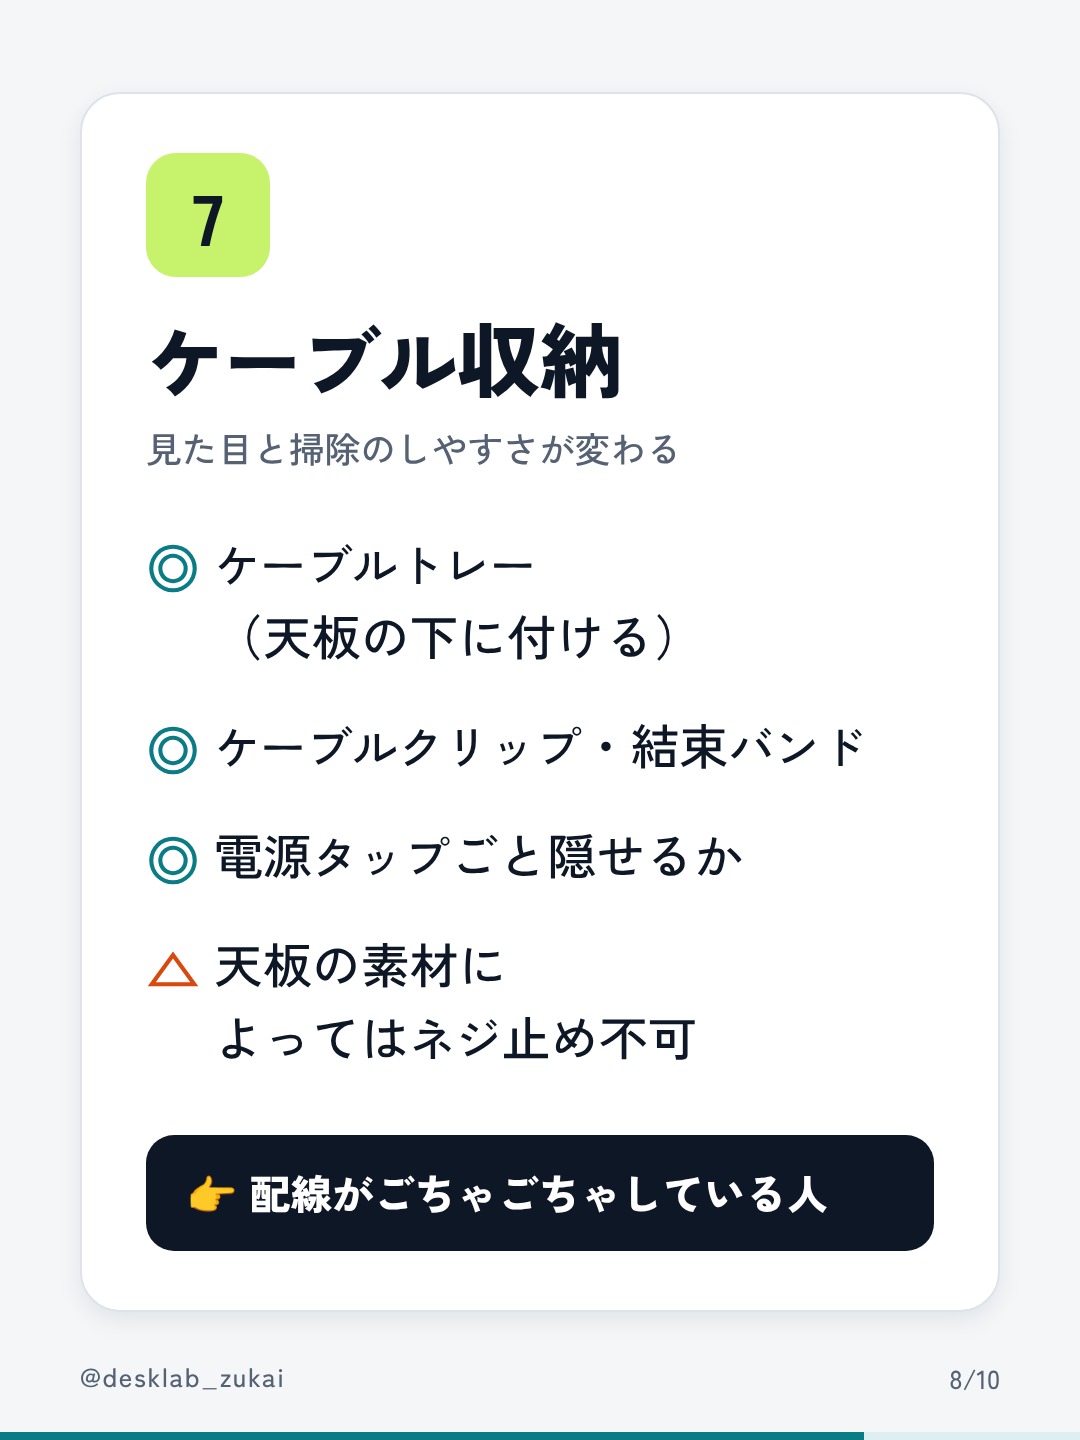 7
ケーブル収納
見た目と掃除のしやすさが変わる
◎ ケーブルトレー
（天板の下に付ける）
◎ ケーブルクリップ・結束バンド
◎ 電源タップごと隠せるか
△ 天板の素材に
よってはネジ止め不可
👉 配線がごちゃごちゃしている人
@desklab_zukai
8/10